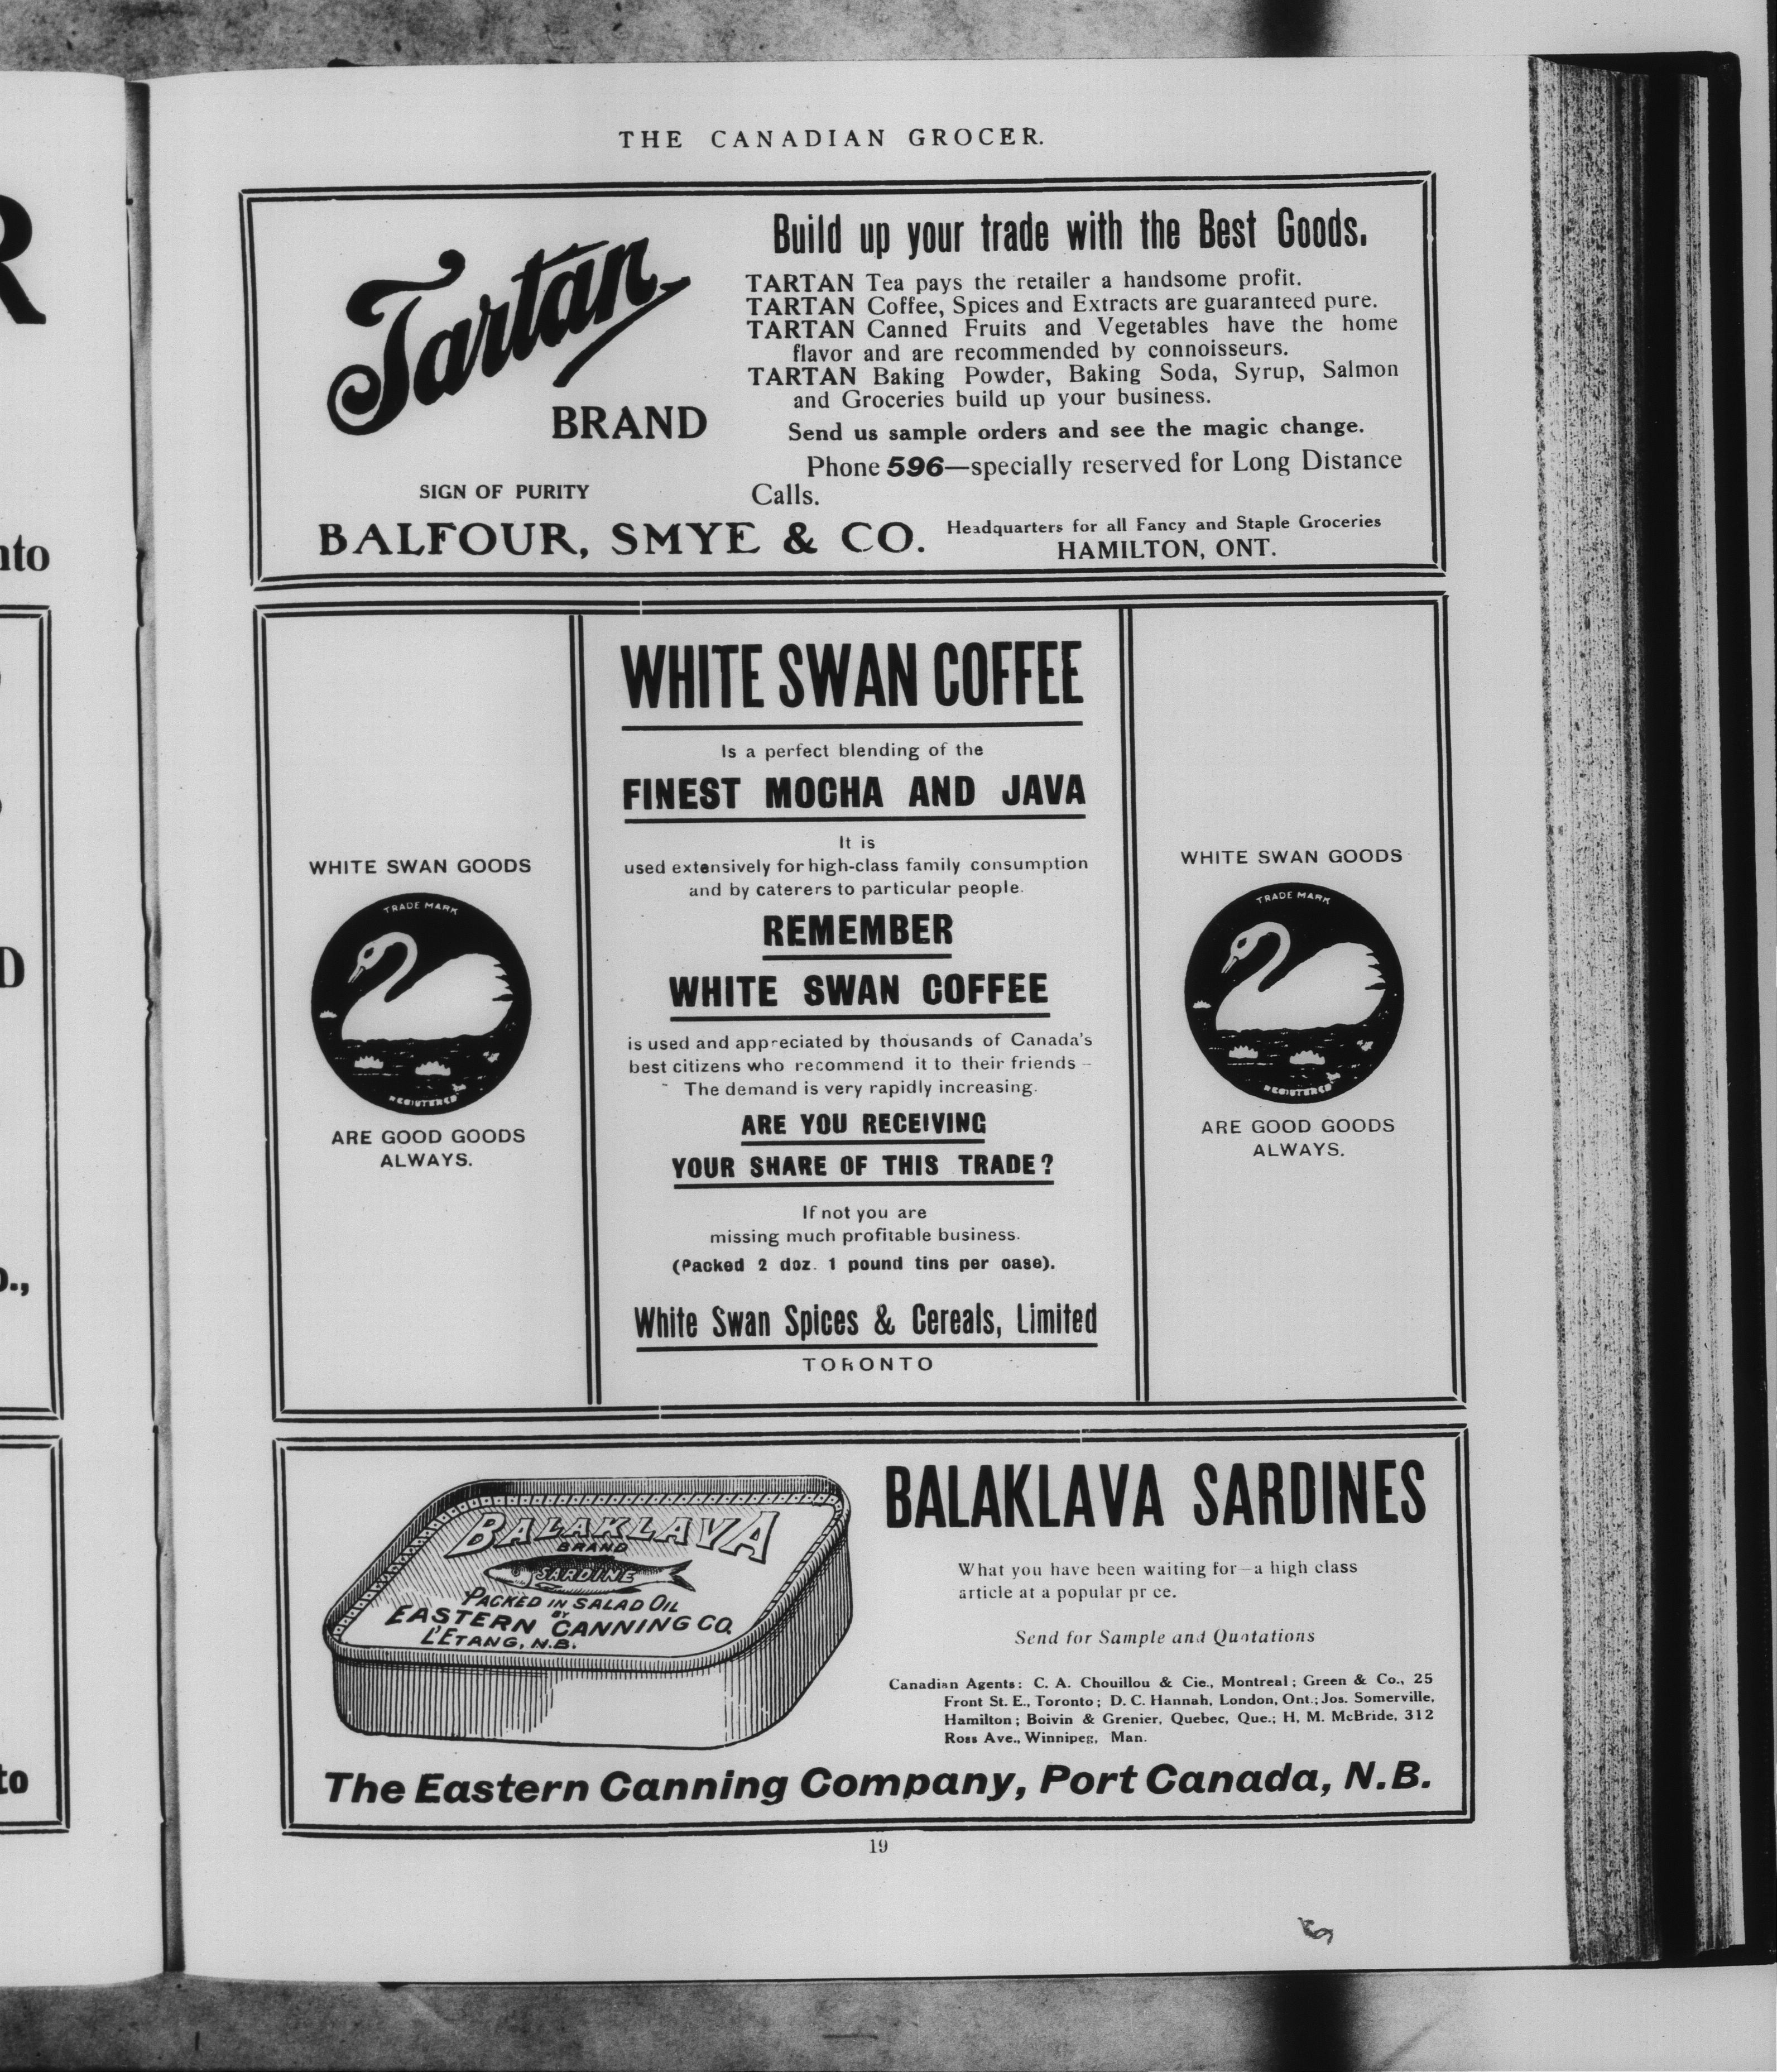 R
nto
D
o.,
to
THE CANADIAN GROCER.
Tartan
BRAND
SIGN OF PURITY
Build up your trade with the Best Goods.
TARTAN Tea pays the retailer a handsome profit.
TARTAN Coffee, Spices and Extracts are guaranteed pure.
TARTAN Canned Fruits and Vegetables have the home
flavor and are recommended by connoisseurs.
TARTAN Baking Powder, Baking Soda, Syrup, Salmon
and Groceries build up your business.
Send us sample orders and see the magic change.
Phone 596—specially reserved for Long Distance
Calls.
BALFOUR, SMYE & CO.
Headquarters for all Fancy and Staple Groceries
HAMILTON, ONT.
WHITE SWAN GOODS
TRADE MARK
REGISTERED
ARE GOOD GOODS
ALWAYS.
WHITE SWAN COFFEE
Is a perfect blending of the
FINEST MOCHA AND JAVA
It is
used extensively for high-class family consumption
and by caterers to particular people.
REMEMBER
WHITE SWAN COFFEE
is used and appreciated by thousands of Canada's
best citizens who recommend it to their friends –
The demand is very rapidly increasing.
ARE YOU RECEIVING
YOUR SHARE OF THIS TRADE?
If not you are
missing much profitable business.
(Packed 2 doz. 1 pound tins per case).
White Swan Spices & Cereals, Limited
TORONTO
WHITE SWAN GOODS
TRADE MARK
REGISTERED
ARE GOOD GOODS
ALWAYS.
BALAKLAVA
BRAND
SARDINE
PACKED IN SALAD OIL
BY
EASTERN CANNING CO.
L'ETANG, N.B.
BALAKLAVA SARDINES
What you have been waiting for—a high class
article at a popular pr ce.
Send for Sample and Quotations
Canadian Agents: C. A. Chouillou & Cie., Montreal; Green & Co., 25
Front St. E., Toronto; D. C. Hannah, London, Ont.; Jos. Somerville,
Hamilton; Boivin & Grenier, Quebec, Que.; H. M. McBride, 312
Ross Ave., Winnipeg, Man.
The Eastern Canning Company, Port Canada, N.B.
19